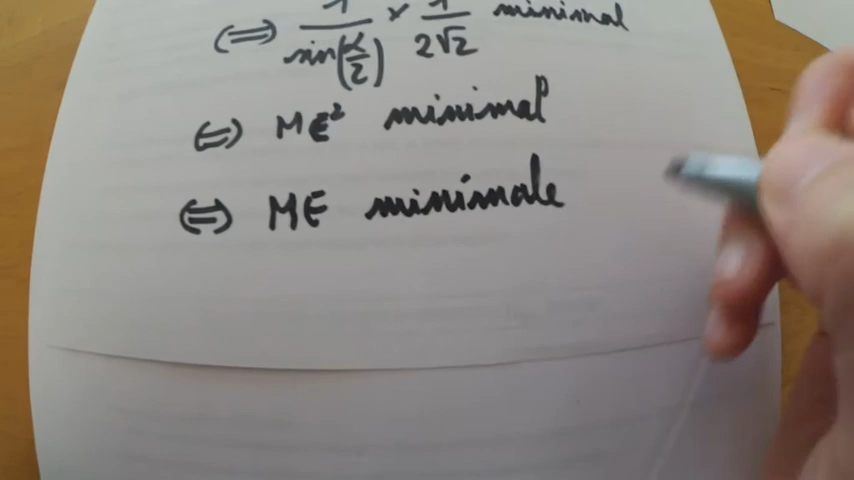 (⇔) 1/sin(α/2) × 1/2√2 minimal
(⇔) ME² minimal
(⇔) ME minimale